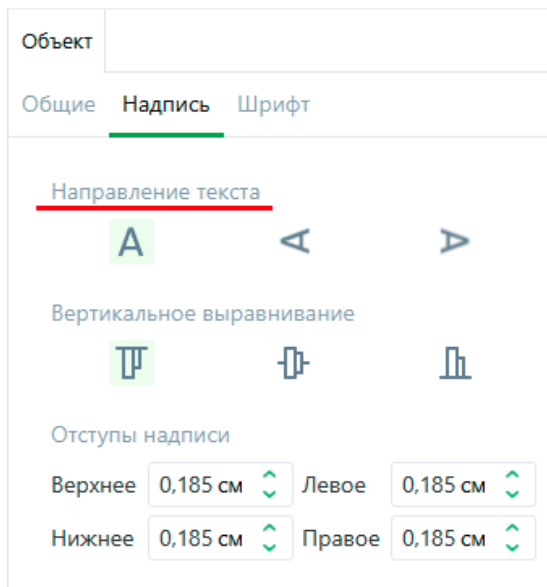 Объект
Общие Надпись Шрифт
Направление текста
A A A
Вертикальное выравнивание
Отступы надписи
Верхнее 0,185 см Левое 0,185 см
Нижнее 0,185 см Правое 0,185 см